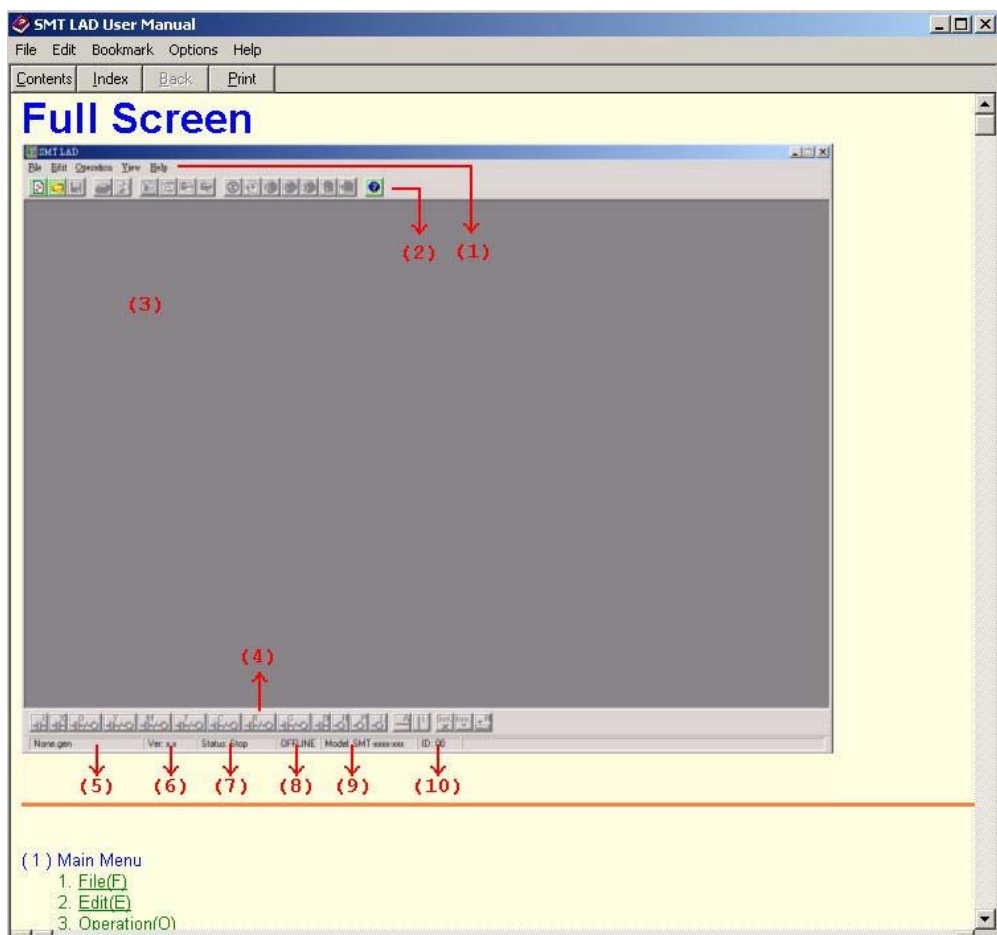 SMT LAD User Manual
File Edit Bookmark Options Help
Contents Index Back Print
Full Screen
SMT LAD
File Edit Operation View Help
(2) (1)
(3)
(4)
None.gen Ver: x.x Status: Stop OFFLINE Model: SMT-xxxx-xxx ID: 00
(5) (6) (7) (8) (9) (10)
(1) Main Menu
1. File(F)
2. Edit(E)
3. Operation(O)